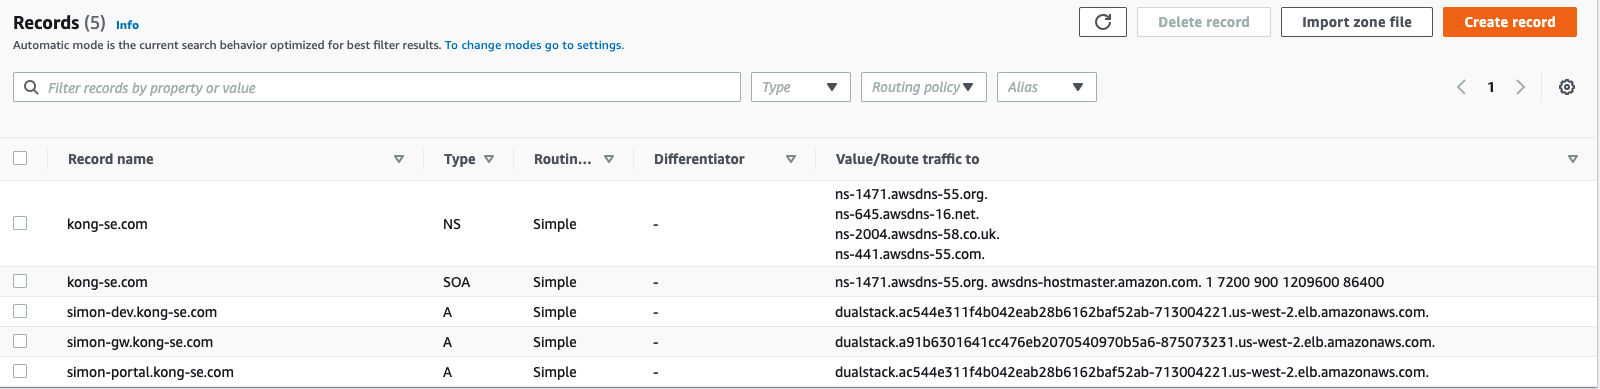 Records (5) Info
Delete record Import zone file Create record
Automatic mode is the current search behavior optimized for best filter results. To change modes go to settings.
Filter records by property or value Type Routing policy Alias 1
Record name Type Routin... Differentiator Value/Route traffic to
kong-se.com NS Simple - ns-1471.awsdns-55.org.
ns-645.awsdns-16.net.
ns-2004.awsdns-58.co.uk.
ns-441.awsdns-55.com.
kong-se.com SOA Simple - ns-1471.awsdns-55.org. awsdns-hostmaster.amazon.com. 1 7200 900 1209600 86400
simon-dev.kong-se.com A Simple - dualstack.ac544e311f4b042eab28b6162baf52ab-713004221.us-west-2.elb.amazonaws.com.
simon-gw.kong-se.com A Simple - dualstack.a91b6301641cc476eb2070540970b5a6-875073231.us-west-2.elb.amazonaws.com.
simon-portal.kong-se.com A Simple - dualstack.ac544e311f4b042eab28b6162baf52ab-713004221.us-west-2.elb.amazonaws.com.